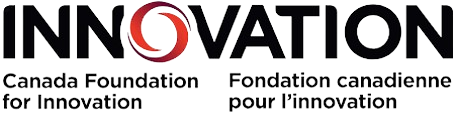 INNOVATION
Canada Foundation
for Innovation
Fondation canadienne
pour l'innovation